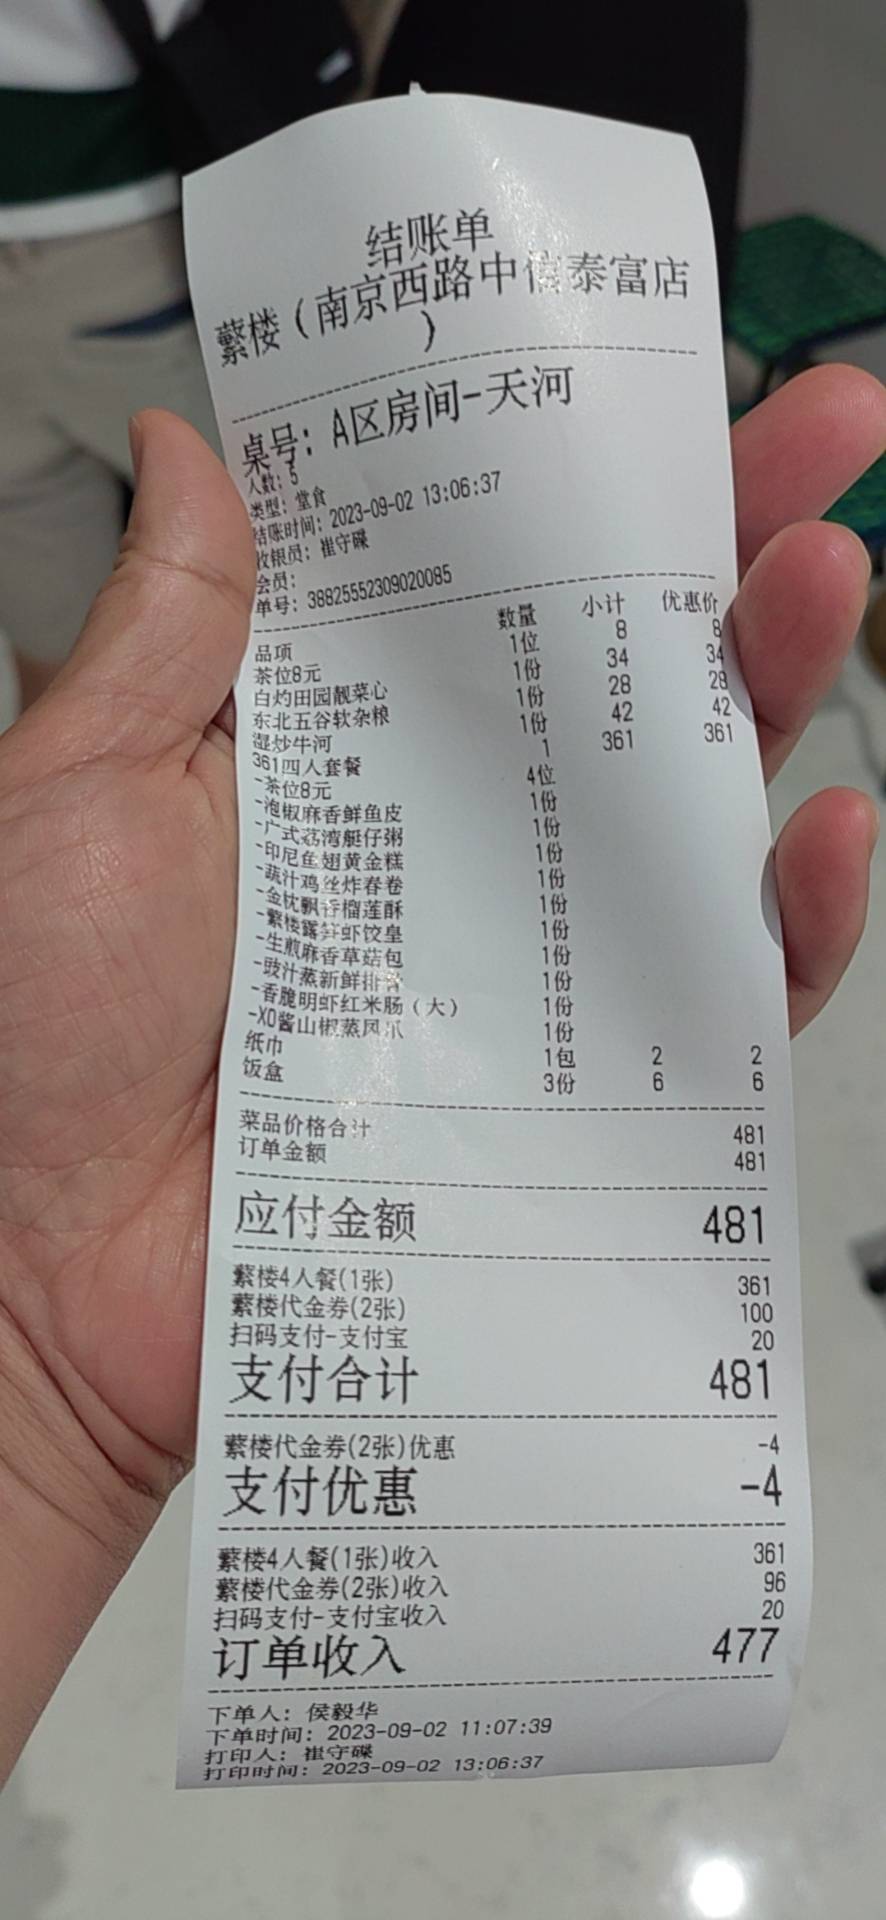 结账单
蘩楼（南京西路中信泰富店
）
桌号：A区房间-天河
人数：5
类型：堂食
结账时间：2023-09-02 13:06:37
收银员：崔守碟
会员：
单号：38825552309020085
品项 数量 小计 优惠价
茶位8元 1位 8 8
白灼田园靓菜心 1份 34 34
东北五谷软杂粮 1份 28 28
湿炒牛河 1份 42 42
361四人套餐 1 361 361
-茶位8元 4位
-泡椒麻香鲜鱼皮 1份
-广式荔湾艇仔粥 1份
-印尼鱼翅黄金糕 1份
-蔬汁鸡丝炸春卷 1份
-金枕飘香榴莲酥 1份
-蘩楼露笋虾饺皇 1份
-生煎麻香草菇包 1份
-豉汁蒸新鲜排骨 1份
-香脆明虾红米肠（大） 1份
-XO酱山椒蒸凤爪 1份
纸巾 1包 2 2
饭盒 3份 6 6
菜品价格合计 481
订单金额 481
应付金额 481
蘩楼4人餐(1张) 361
蘩楼代金券(2张) 100
扫码支付-支付宝 20
支付合计 481
蘩楼代金券(2张)优惠 -4
支付优惠 -4
蘩楼4人餐(1张)收入 361
蘩楼代金券(2张)收入 96
扫码支付-支付宝收入 20
订单收入 477
下单人：侯毅华
下单时间：2023-09-02 11:07:39
打印人：崔守碟
打印时间：2023-09-02 13:06:37